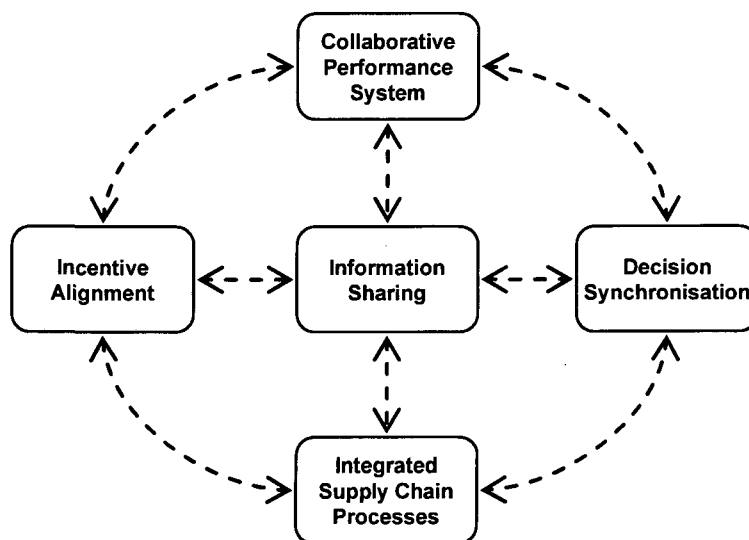 Collaborative
Performance
System
Incentive
Alignment
Information
Sharing
Decision
Synchronisation
Integrated
Supply Chain
Processes